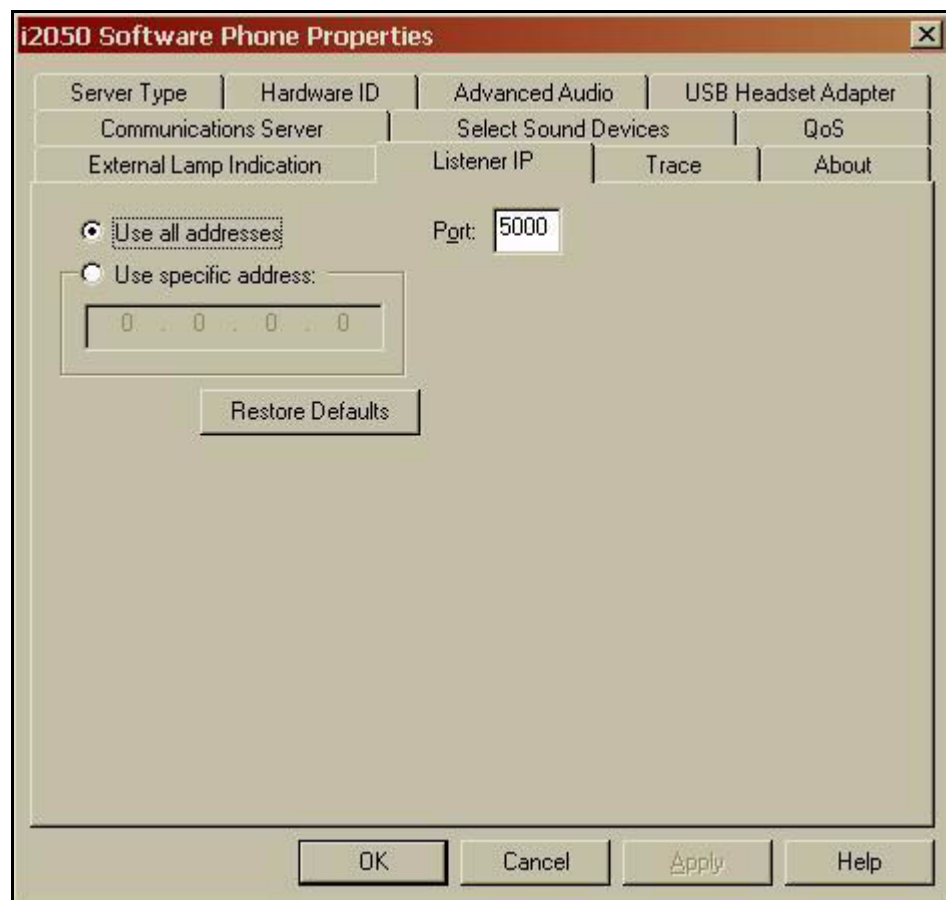 i2050 Software Phone Properties
Server Type Hardware ID Advanced Audio USB Headset Adapter
Communications Server Select Sound Devices QoS
External Lamp Indication Listener IP Trace About
Use all addresses Port: 5000
Use specific address:
0 . 0 . 0 . 0
Restore Defaults
OK Cancel Apply Help